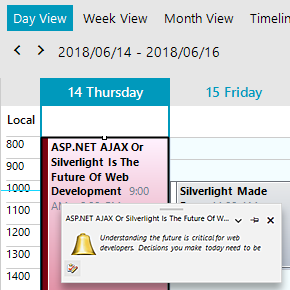 Day View Week View Month View Timelin
2018/06/14 - 2018/06/16
14 Thursday 15 Friday
Local
800
900
1000
1100
1200
1300
1400
ASP.NET AJAX Or
Silverlight Is The
Future Of Web
Development 9:00
AM
Silverlight Made
ASP.NET AJAX Or Silverlight Is The Future Of W...
Understanding the future is critical for web
developers. Decisions you make today need to be